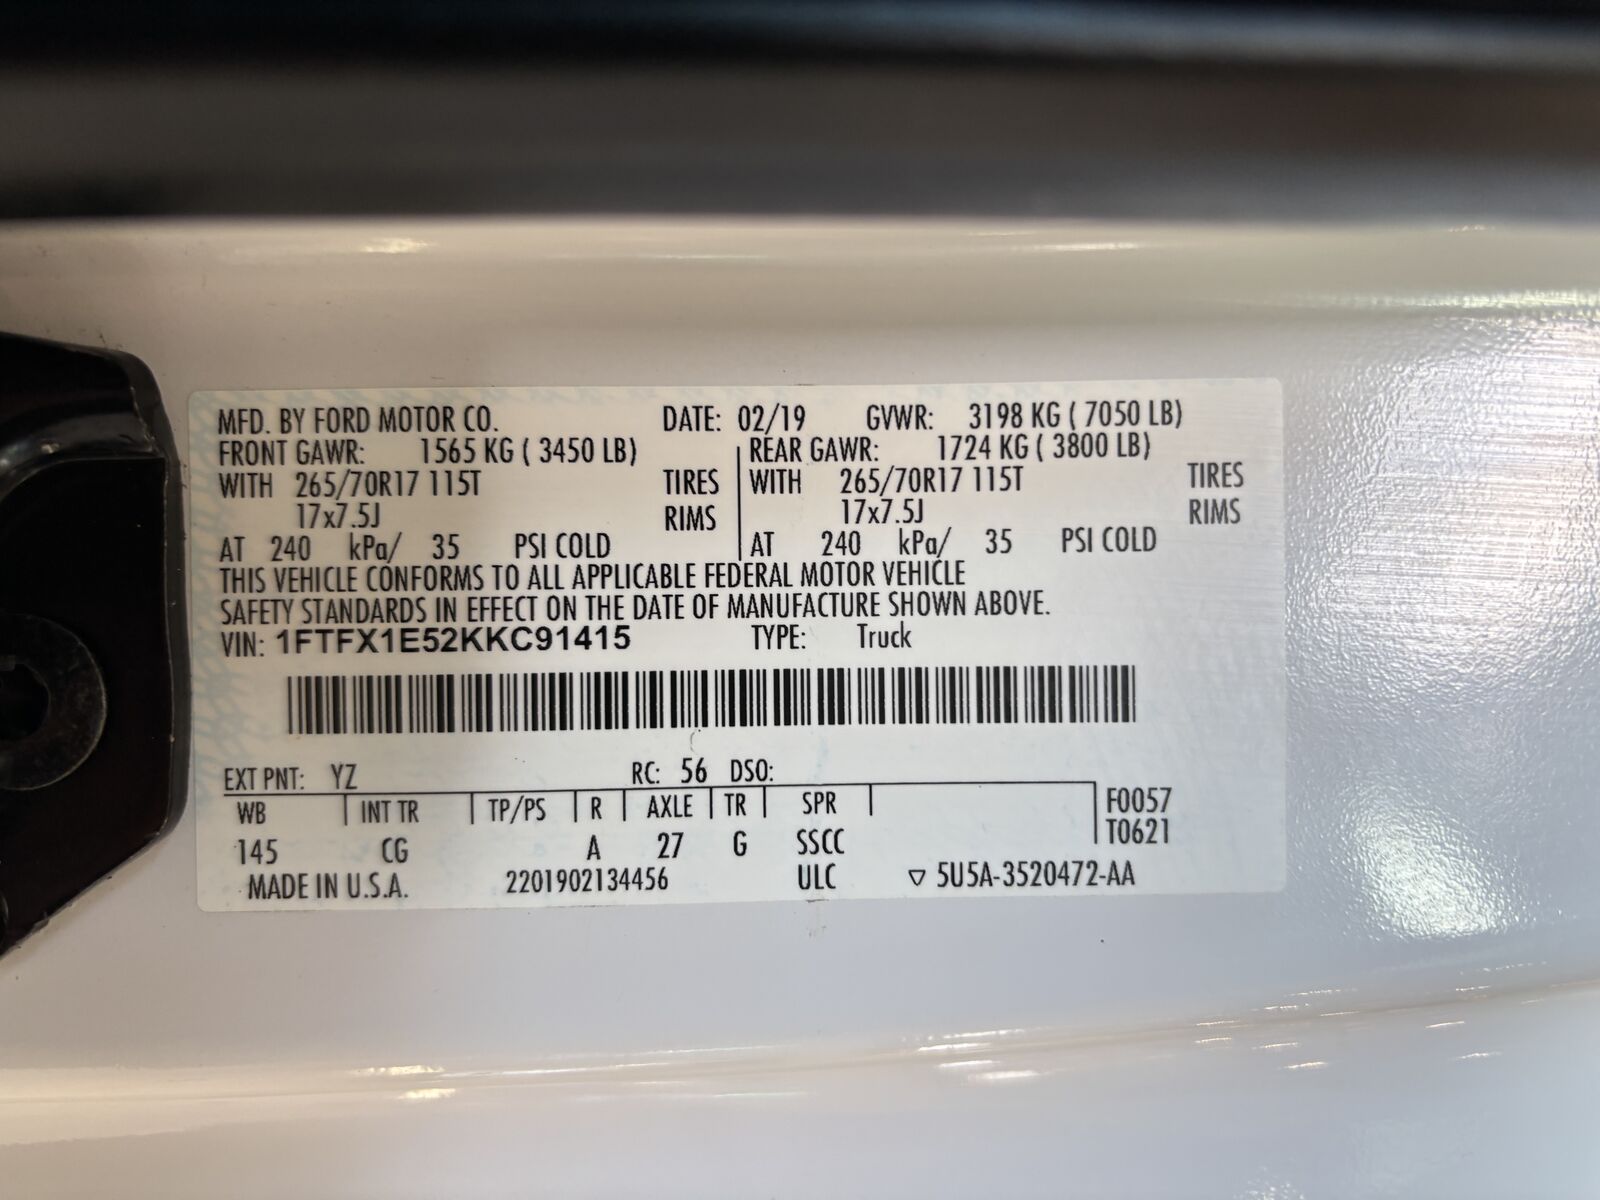 MFD. BY FORD MOTOR CO. DATE: 02/19 GVWR: 3198 KG ( 7050 LB)
FRONT GAWR: 1565 KG ( 3450 LB) REAR GAWR: 1724 KG ( 3800 LB)
WITH 265/70R17 115T TIRES WITH 265/70R17 115T TIRES
17x7.5J RIMS 17x7.5J RIMS
AT 240 kPa/ 35 PSI COLD AT 240 kPa/ 35 PSI COLD
THIS VEHICLE CONFORMS TO ALL APPLICABLE FEDERAL MOTOR VEHICLE
SAFETY STANDARDS IN EFFECT ON THE DATE OF MANUFACTURE SHOWN ABOVE.
VIN: 1FTFX1E52KKC91415 TYPE: Truck
EXT PNT: YZ RC: 56 DSO:
WB INT TR TP/PS R AXLE TR SPR F0057
T0621
145 CG A 27 G SSCC
MADE IN U.S.A. 2201902134456 ULC ▽ 5U5A-3520472-AA